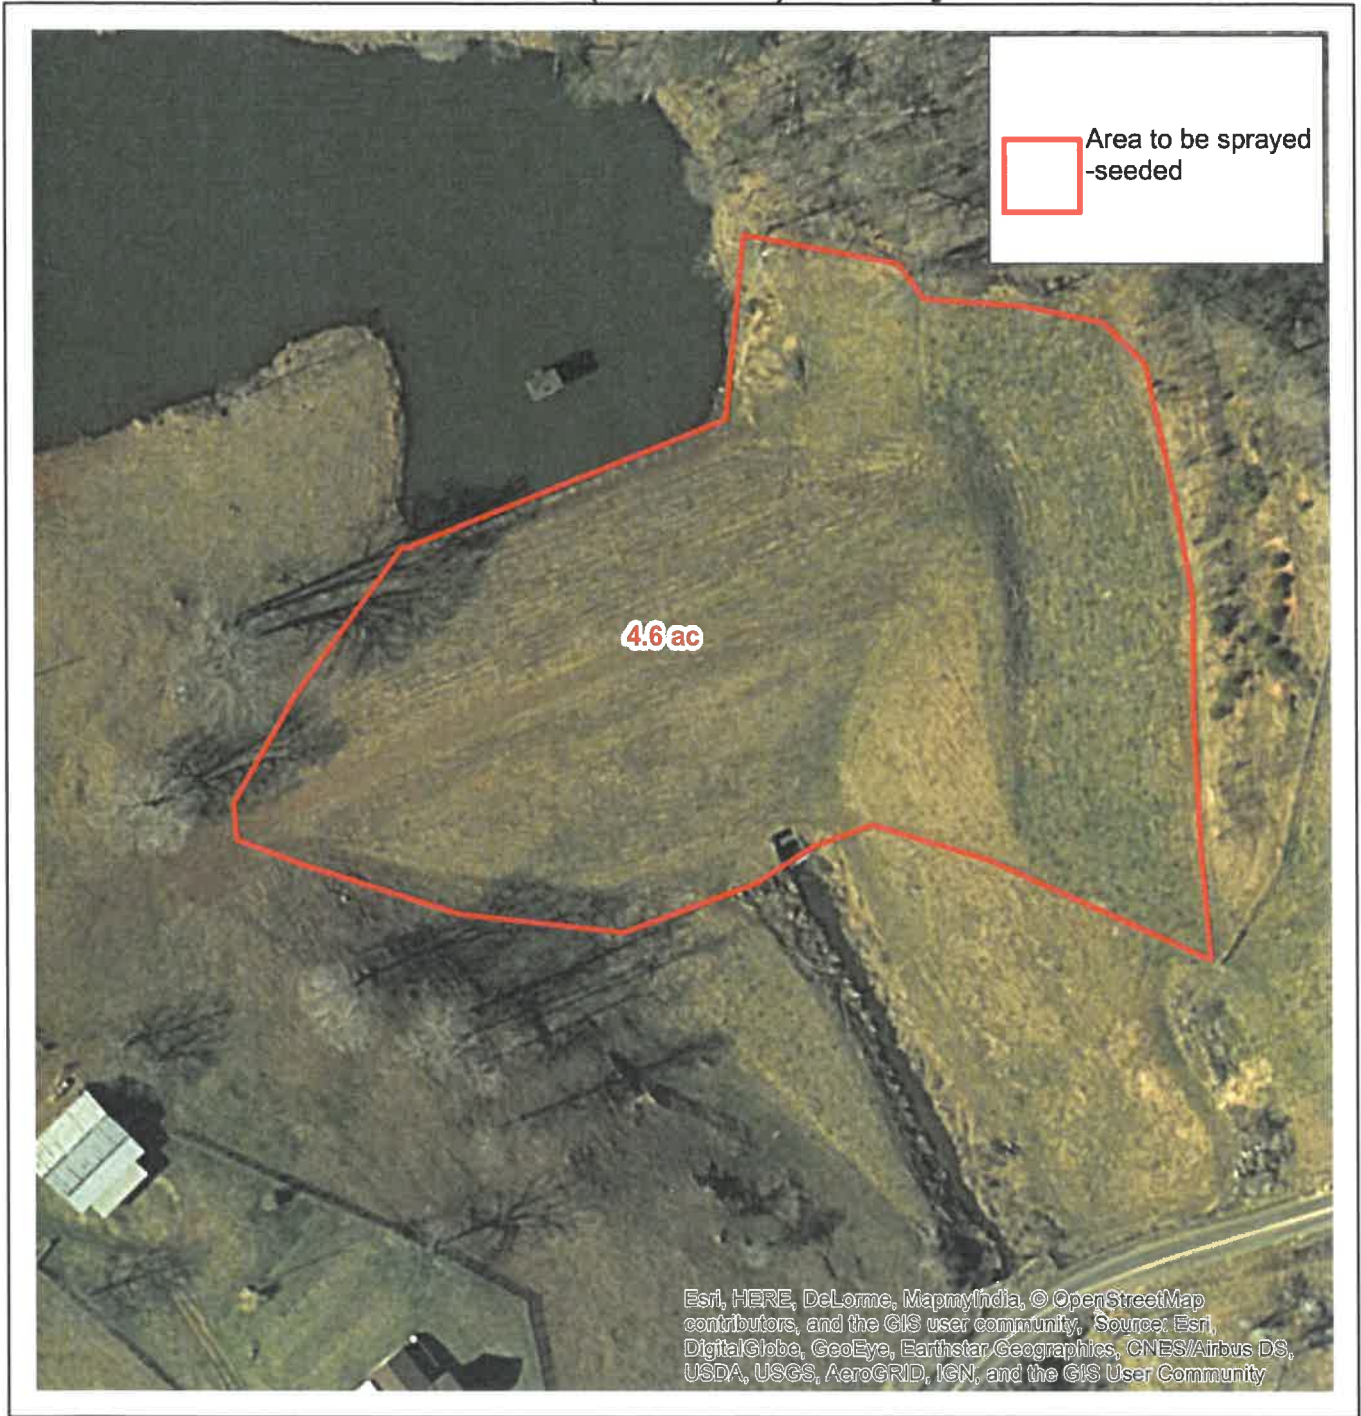 Area to be sprayed
-seeded
4.6 ac
Esri, HERE, DeLorme, MapmyIndia, © OpenStreetMap
contributors, and the GIS user community, Source: Esri,
DigitalGlobe, GeoEye, Earthstar Geographics, CNES/Airbus DS,
USDA, USGS, AeroGRID, IGN, and the GIS User Community